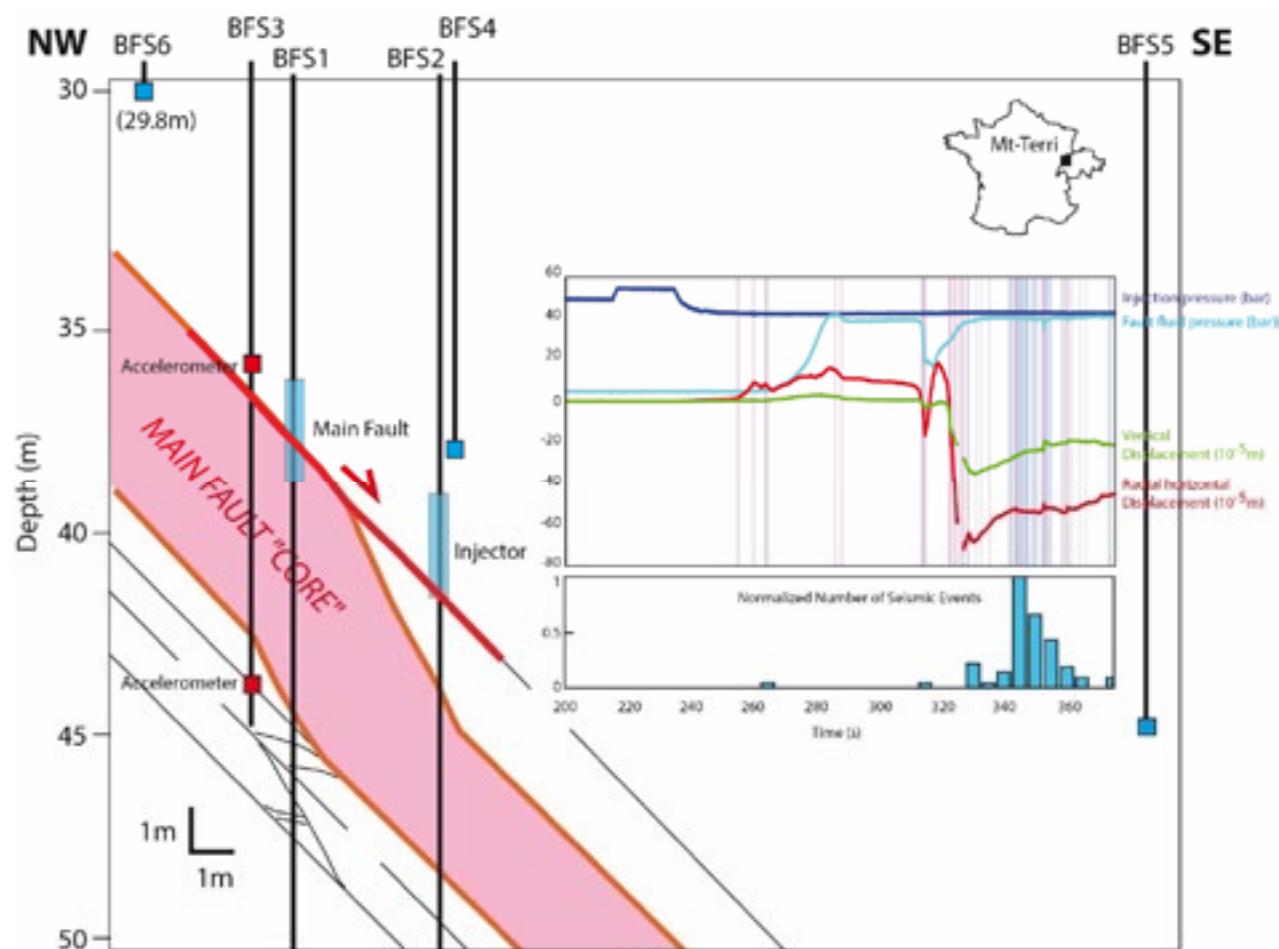 NW
BFS6
BFS3
BFS1
BFS4
BFS2
BFS5
SE
30
(29.8m)
Mt-Terri
35
Accelerometer
Main Fault
MAIN FAULT "CORE"
Depth (m)
40
Injector
Accelerometer
45
1m
1m
50
60
40
20
0
-20
-40
-60
-80
Injection pressure (bar)
Fault fluid pressure (bar)
Vertical
Displacement (10⁻⁵m)
Radial horizontal
Displacement (10⁻⁵m)
1
0.5
0
Normalized Number of Seismic Events
200
220
240
260
280
300
320
340
360
Time (s)